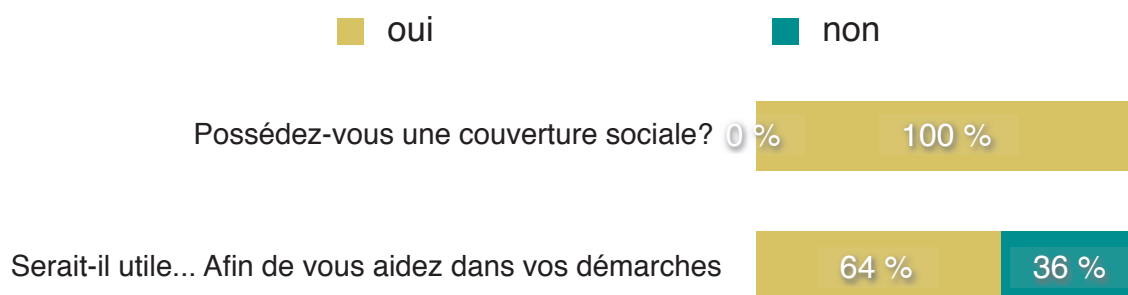 oui non
Possédez-vous une couverture sociale? 0 % 100 %
Serait-il utile... Afin de vous aidez dans vos démarches 64 % 36 %